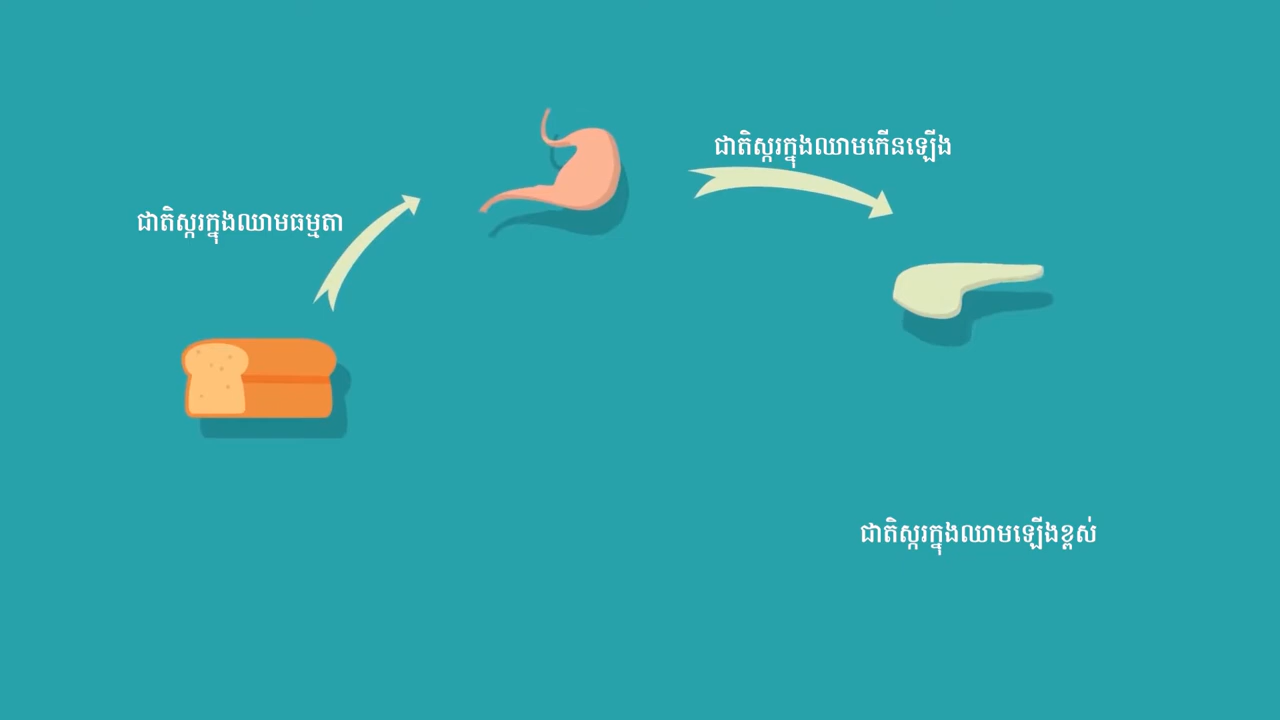 ជាតិស្ករក្នុងឈាមកើនឡើង
ជាតិស្ករក្នុងឈាមធម្មតា
ជាតិស្ករក្នុងឈាមឡើងខ្ពស់